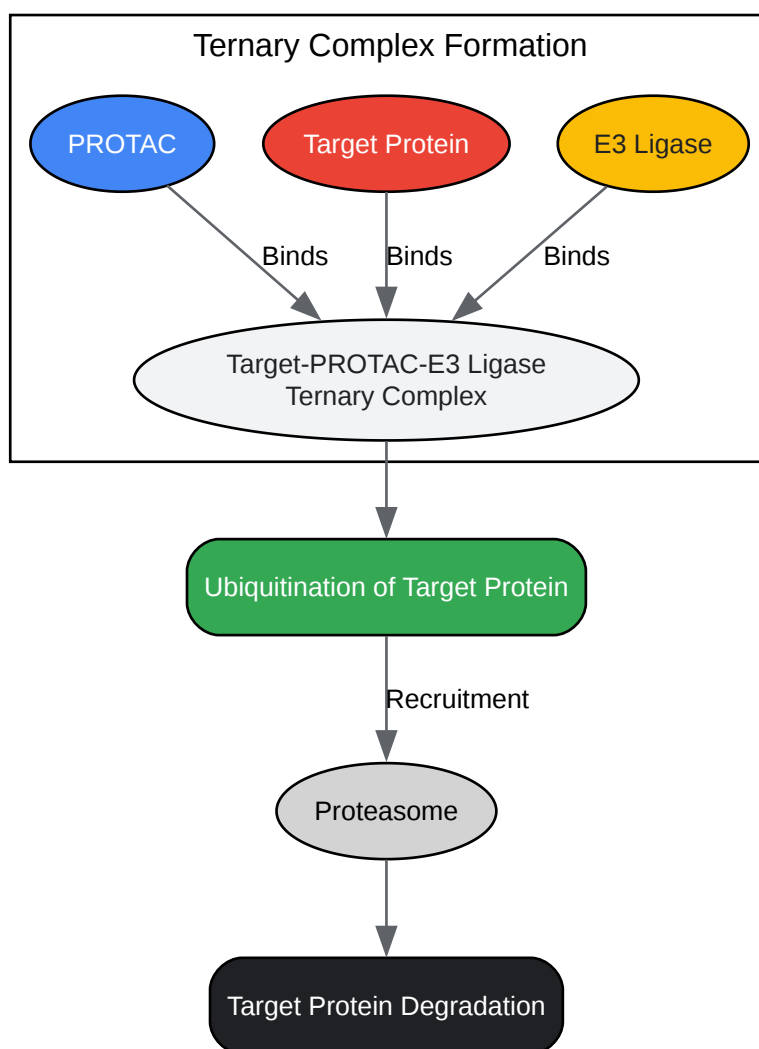 Ternary Complex Formation
PROTAC
Target Protein
E3 Ligase
Binds
Binds
Binds
Target-PROTAC-E3 Ligase
Ternary Complex
Ubiquitination of Target Protein
Recruitment
Proteasome
Target Protein Degradation